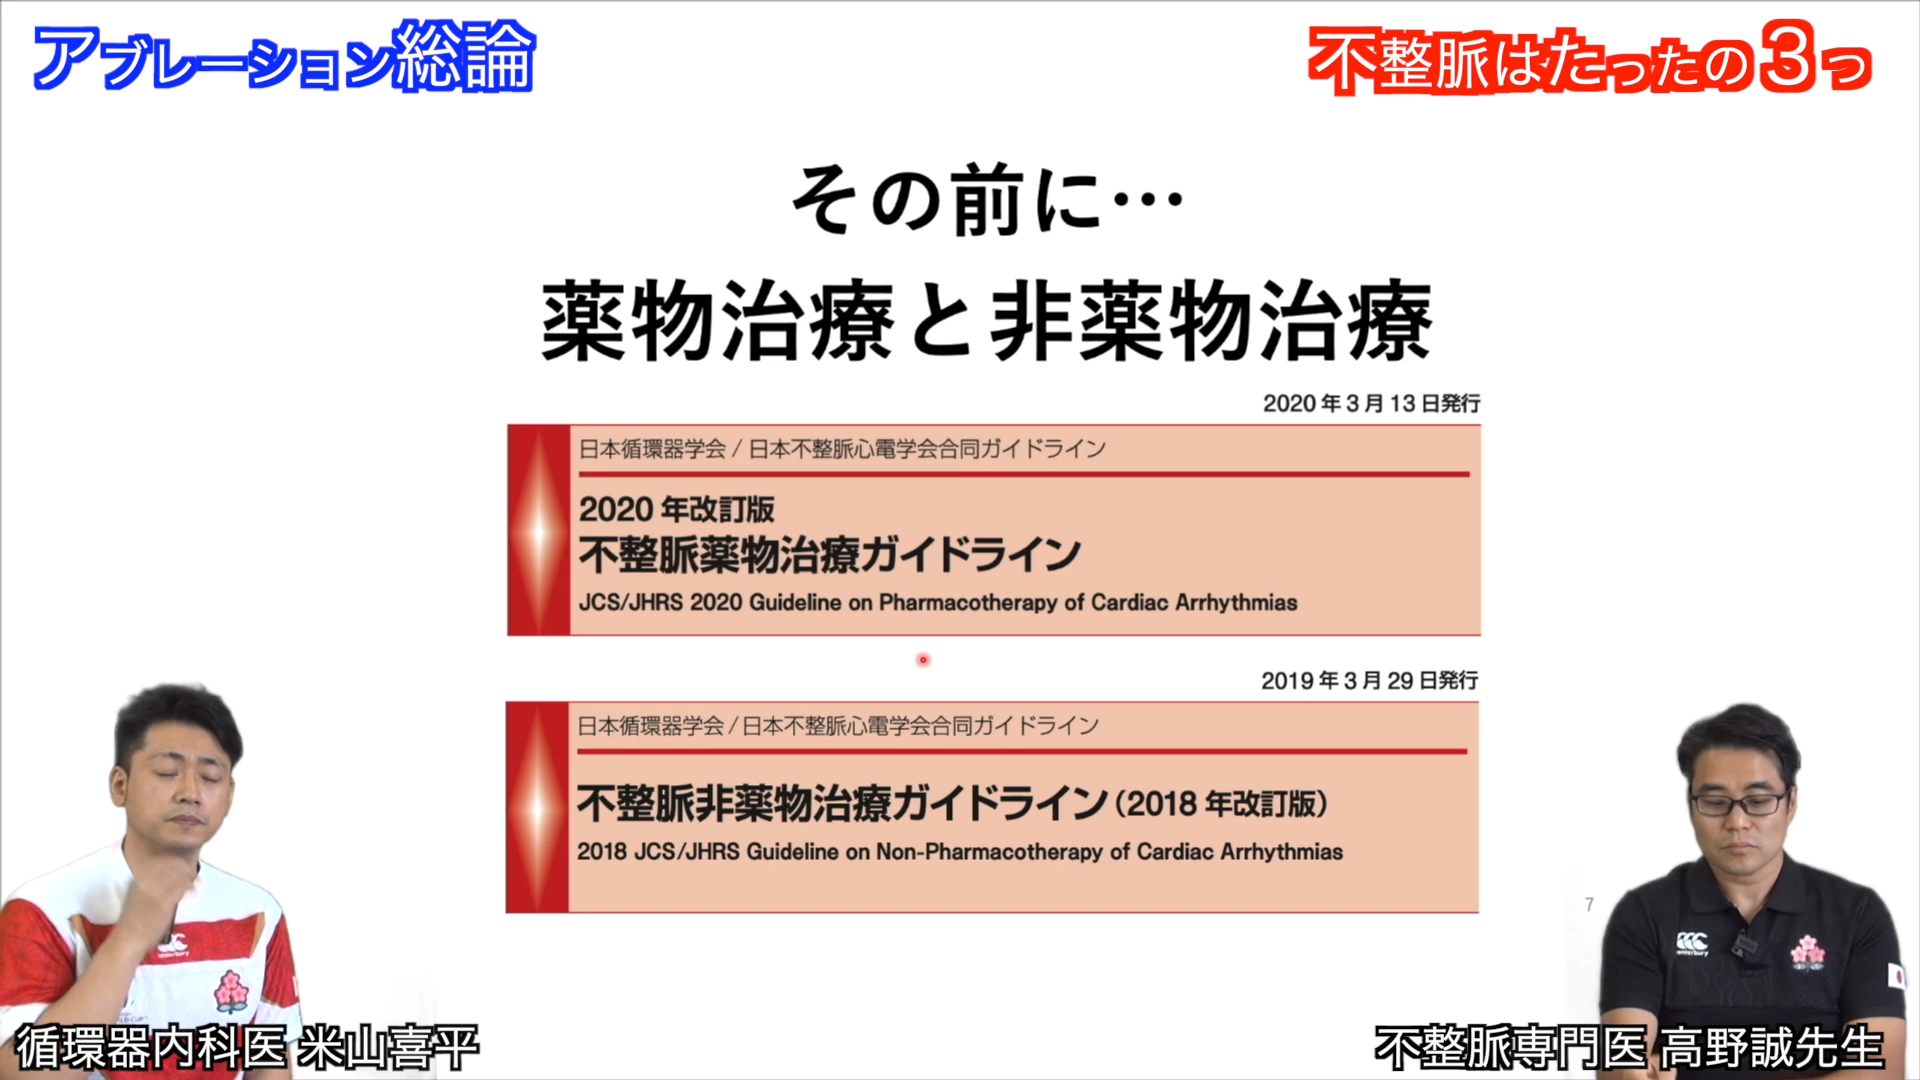 アブレーション総論
不整脈はたったの3つ
その前に…
薬物治療と非薬物治療
2020年3月13日発行
日本循環器学会 / 日本不整脈心電学会合同ガイドライン
2020年改訂版
不整脈薬物治療ガイドライン
JCS/JHRS 2020 Guideline on Pharmacotherapy of Cardiac Arrhythmias
2019年3月29日発行
日本循環器学会 / 日本不整脈心電学会合同ガイドライン
不整脈非薬物治療ガイドライン（2018年改訂版）
2018 JCS/JHRS Guideline on Non-Pharmacotherapy of Cardiac Arrhythmias
7
canterbury
canterbury
循環器内科医 米山喜平
不整脈専門医 高野誠先生